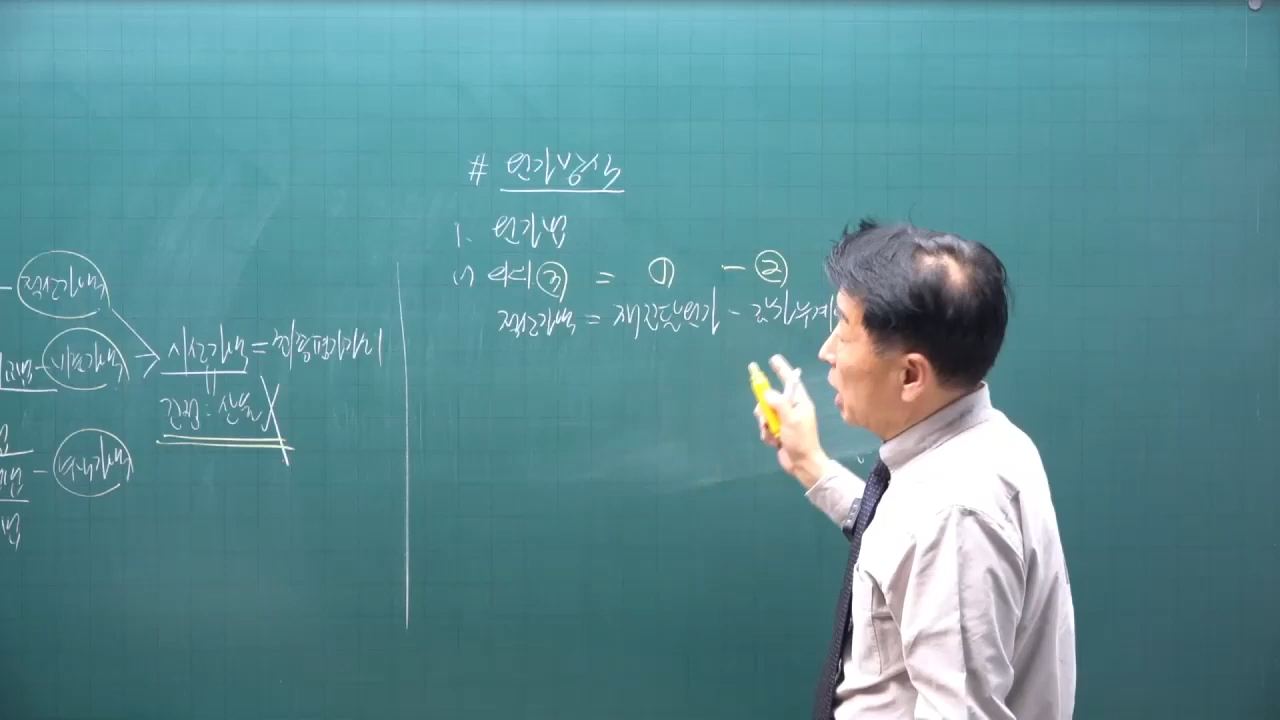 # 원가방식
1. 원가법
1) 의의 ③ = ① - ②
적산가액 = 재조달원가 - 감가누계
- 적산가액
- 비준가액
시산가액 = 최종평가가치
조정: 산술 X
- 수익가액